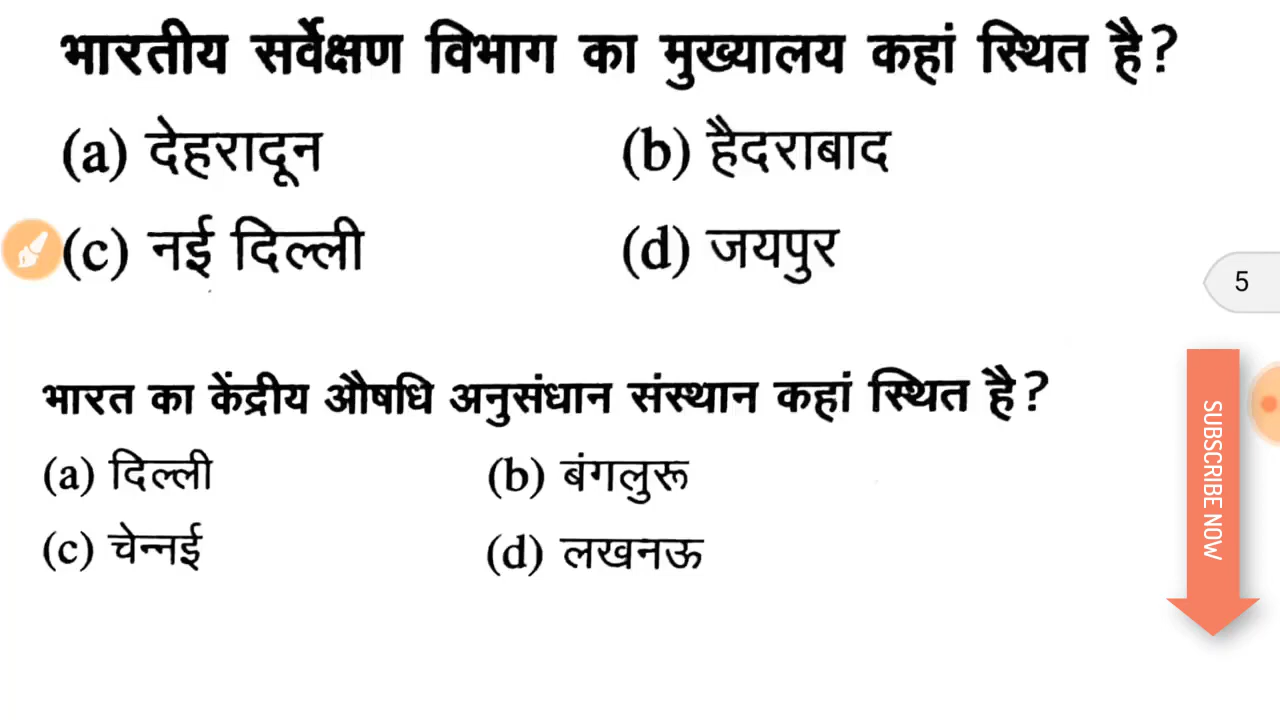 भारतीय सर्वेक्षण विभाग का मुख्यालय कहां स्थित है?
(a) देहरादून (b) हैदराबाद
(c) नई दिल्ली (d) जयपुर
5
भारत का केंद्रीय औषधि अनुसंधान संस्थान कहां स्थित है?
(a) दिल्ली (b) बंगलुरू
(c) चेन्नई (d) लखनऊ
SUBSCRIBE NOW